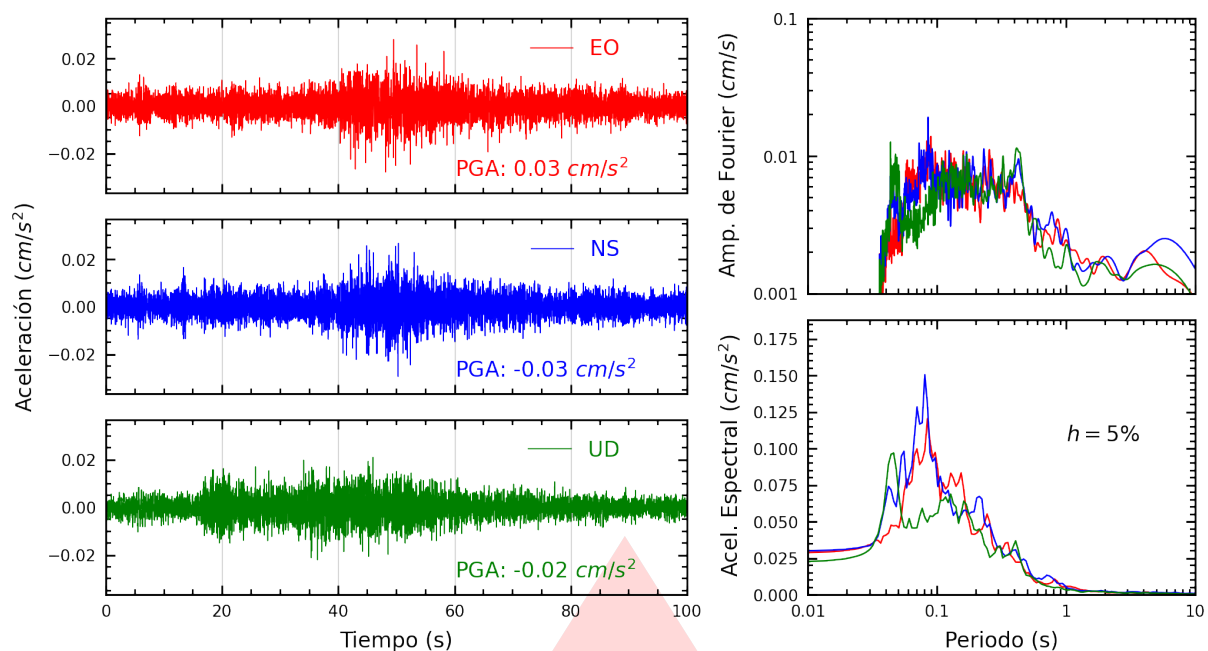 Aceleración (cm/s²)
0.02
0.00
−0.02
EO
PGA: 0.03 cm/s²
0.02
0.00
−0.02
NS
PGA: -0.03 cm/s²
0.02
0.00
−0.02
UD
PGA: -0.02 cm/s²
0 20 40 60 80 100
Tiempo (s)
Amp. de Fourier (cm/s)
0.1
0.01
0.001
Acel. Espectral (cm/s²)
0.175
0.150
0.125
0.100
0.075
0.050
0.025
0.000
h = 5%
0.01 0.1 1 10
Periodo (s)